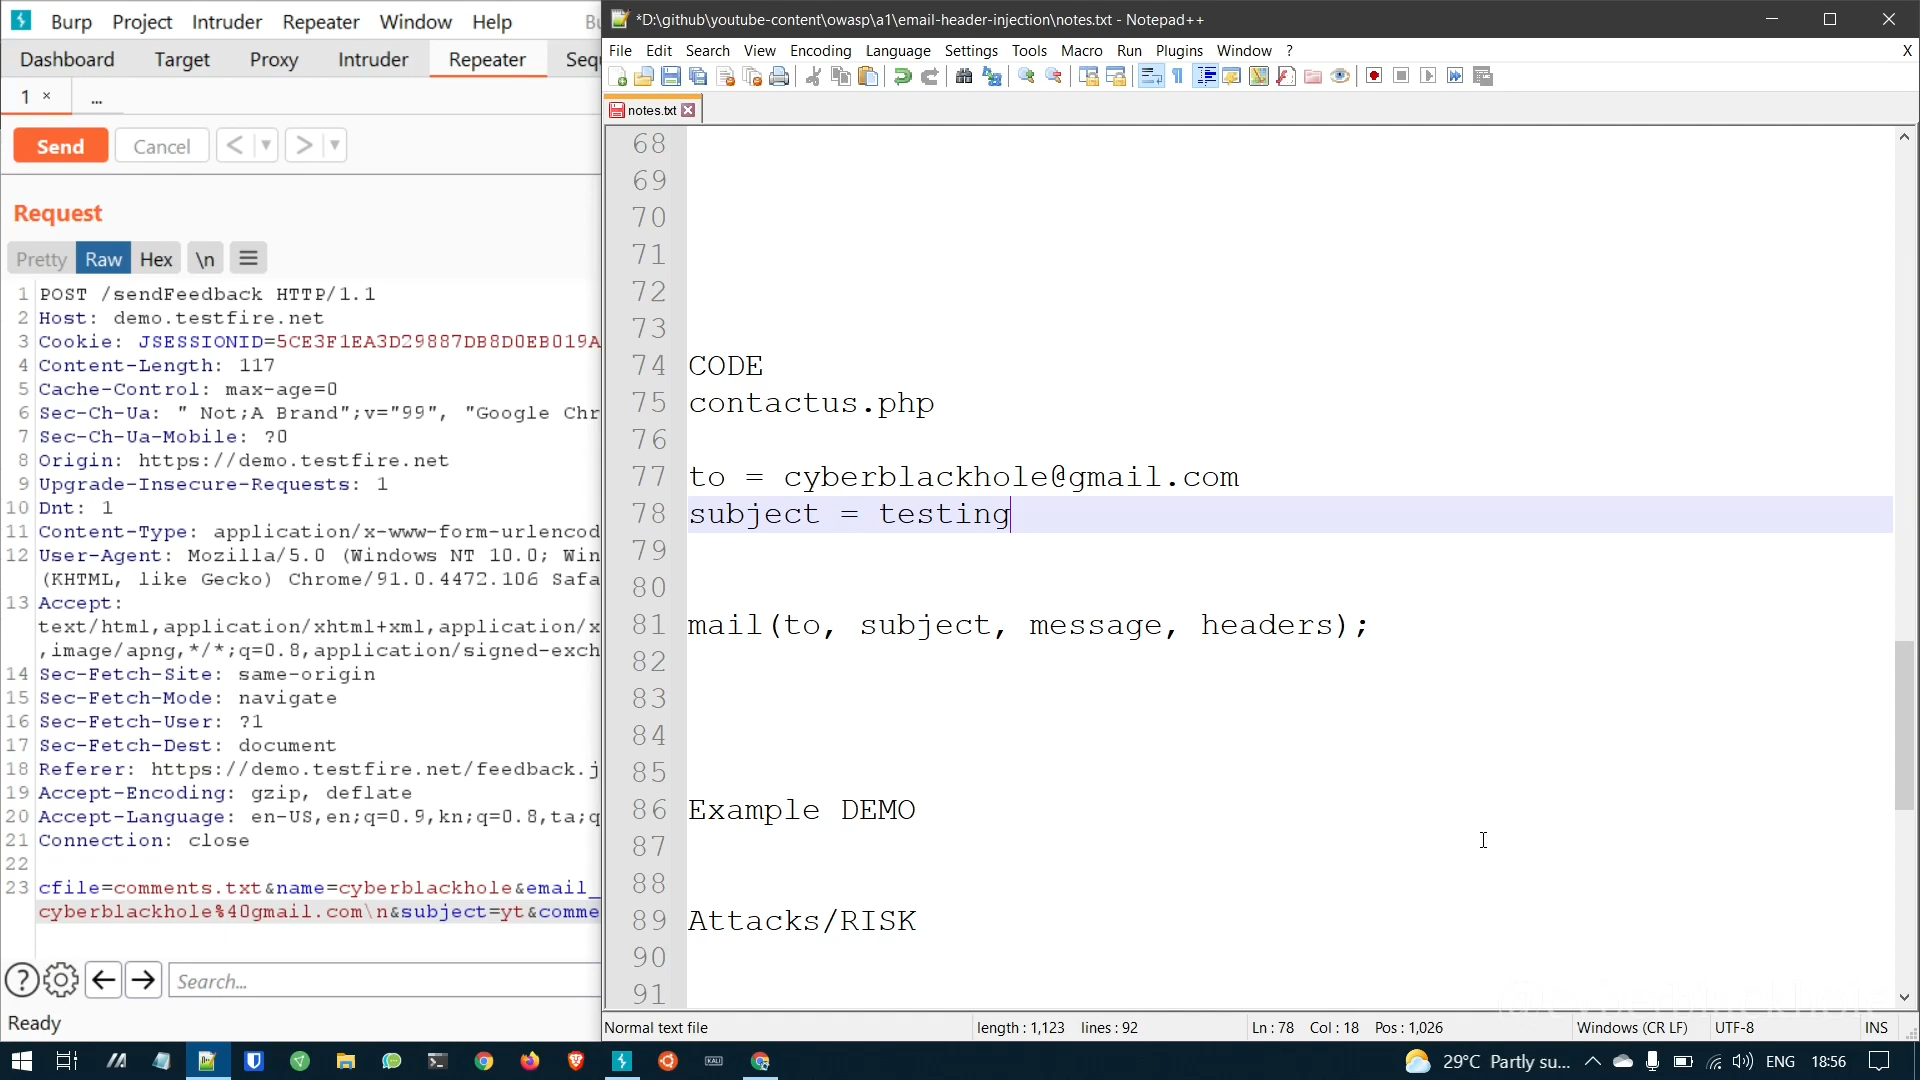 Burp Project Intruder Repeater Window Help
Dashboard Target Proxy Intruder Repeater
1 × ...
Send Cancel < ▾ > ▾
Request
Pretty Raw Hex \n
1 POST /sendFeedback HTTP/1.1
2 Host: demo.testfire.net
3 Cookie: JSESSIONID=5CE3F1EA3D29887DB8D0EB019A
4 Content-Length: 117
5 Cache-Control: max-age=0
6 Sec-Ch-Ua: " Not;A Brand";v="99", "Google Chr
7 Sec-Ch-Ua-Mobile: ?0
8 Origin: https://demo.testfire.net
9 Upgrade-Insecure-Requests: 1
10 Dnt: 1
11 Content-Type: application/x-www-form-urlencod
12 User-Agent: Mozilla/5.0 (Windows NT 10.0; Win
(KHTML, like Gecko) Chrome/91.0.4472.106 Safa
13 Accept:
text/html,application/xhtml+xml,application/x
,image/apng,*/*;q=0.8,application/signed-exch
14 Sec-Fetch-Site: same-origin
15 Sec-Fetch-Mode: navigate
16 Sec-Fetch-User: ?1
17 Sec-Fetch-Dest: document
18 Referer: https://demo.testfire.net/feedback.j
19 Accept-Encoding: gzip, deflate
20 Accept-Language: en-US,en;q=0.9,kn;q=0.8,ta;q
21 Connection: close
22
23 cfile=comments.txt&name=cyberblackhole&email_
cyberblackhole%40gmail.com\n&subject=yt&comme
? Search...
Ready
*D:\github\youtube-content\owasp\a1\email-header-injection\notes.txt - Notepad++
File Edit Search View Encoding Language Settings Tools Macro Run Plugins Window ? X
notes.txt
68
69
70
71
72
73
74 CODE
75 contactus.php
76
77 to = cyberblackhole@gmail.com
78 subject = testing
79
80
81 mail(to, subject, message, headers);
82
83
84
85
86 Example DEMO
87
88
89 Attacks/RISK
90
91
Normal text file length : 1,123 lines : 92 Ln : 78 Col : 18 Pos : 1,026 Windows (CR LF) UTF-8 INS
29°C Partly su... ENG 18:56